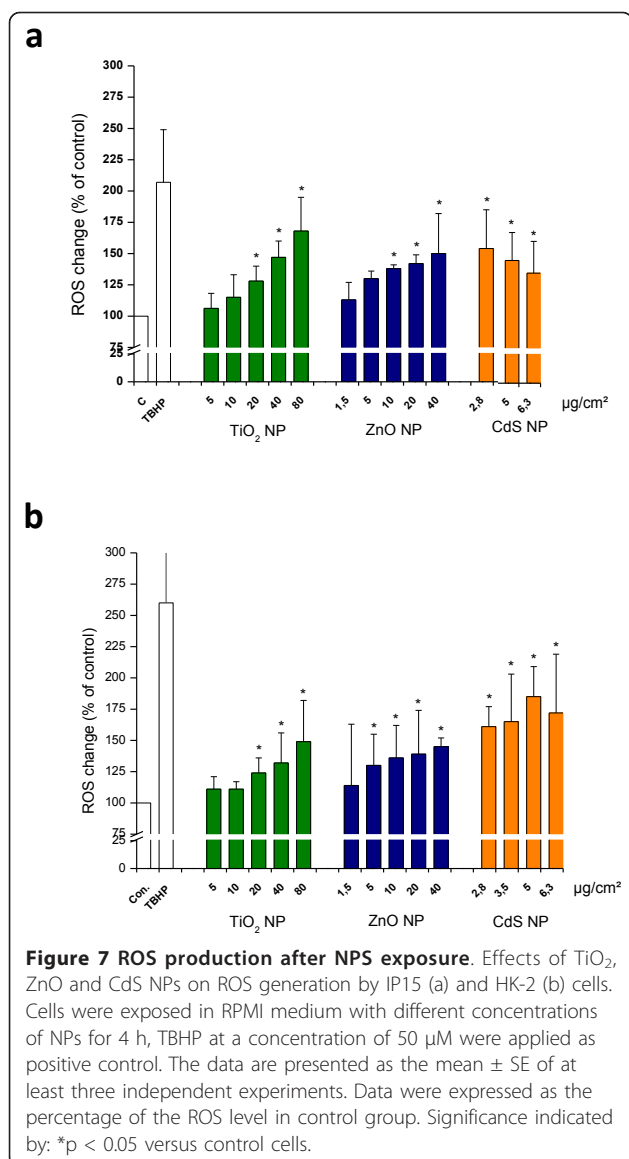 a
ROS change (% of control)
300
275
250
225
200
175
150
125
100
75
25
0
* * * * * * * * *
C TBHP 5 10 20 40 80 1,5 5 10 20 40 2,8 5 6,3 µg/cm²
TiO₂ NP ZnO NP CdS NP
b
ROS change (% of control)
300
275
250
225
200
175
150
125
100
75
25
0
* * * * * * * * * * *
Con. TBHP 5 10 20 40 80 1,5 5 10 20 40 2,8 3,5 5 6,3 µg/cm²
TiO₂ NP ZnO NP CdS NP
Figure 7 ROS production after NPS exposure. Effects of TiO₂,
ZnO and CdS NPs on ROS generation by IP15 (a) and HK-2 (b) cells.
Cells were exposed in RPMI medium with different concentrations
of NPs for 4 h, TBHP at a concentration of 50 µM were applied as
positive control. The data are presented as the mean ± SE of at
least three independent experiments. Data were expressed as the
percentage of the ROS level in control group. Significance indicated
by: *p < 0.05 versus control cells.